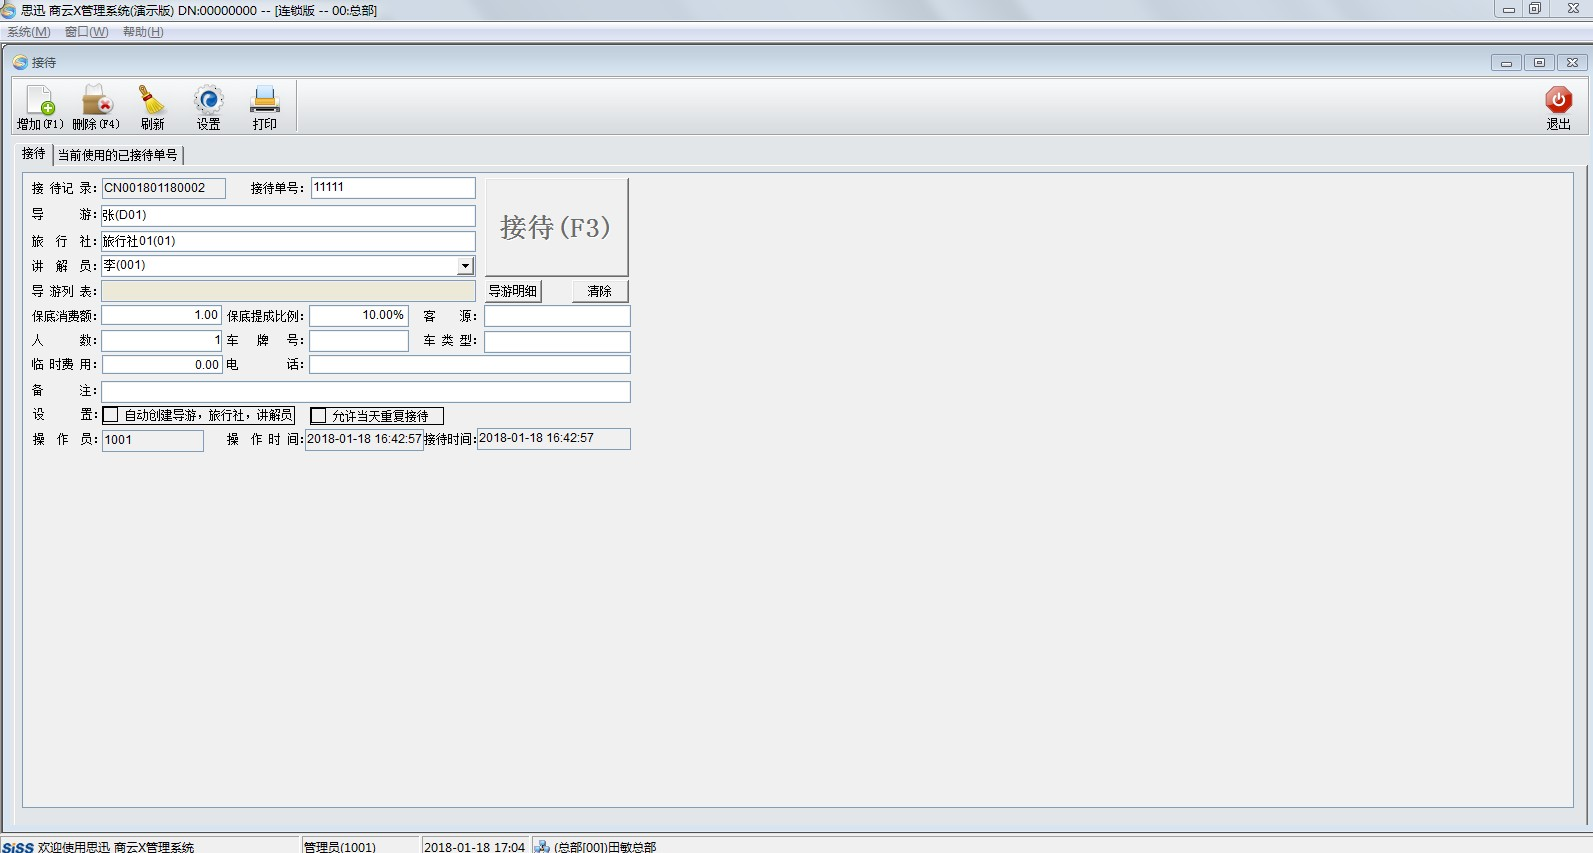 思迅 商云X管理系统(演示版) DN:00000000 -- [连锁版 -- 00:总部]
系统(M) 窗口(W) 帮助(H)
接待
增加(F1) 删除(F4) 刷新 设置 打印 退出
接待 当前使用的已接待单号
接待记录: CN001801180002 接待单号: 11111
接待(F3)
导游: 张(D01)
旅行社: 旅行社01(01)
讲解员: 李(001)
导游列表: 导游明细 清除
保底消费额: 1.00 保底提成比例: 10.00% 客源:
人数: 1 车牌号: 车类型:
临时费用: 0.00 电话:
备注:
设置: 自动创建导游，旅行社，讲解员 允许当天重复接待
操作员: 1001 操作时间: 2018-01-18 16:42:57 接待时间: 2018-01-18 16:42:57
SiSS 欢迎使用思迅 商云X管理系统 管理员(1001) 2018-01-18 17:04 (总部[00])田敏总部